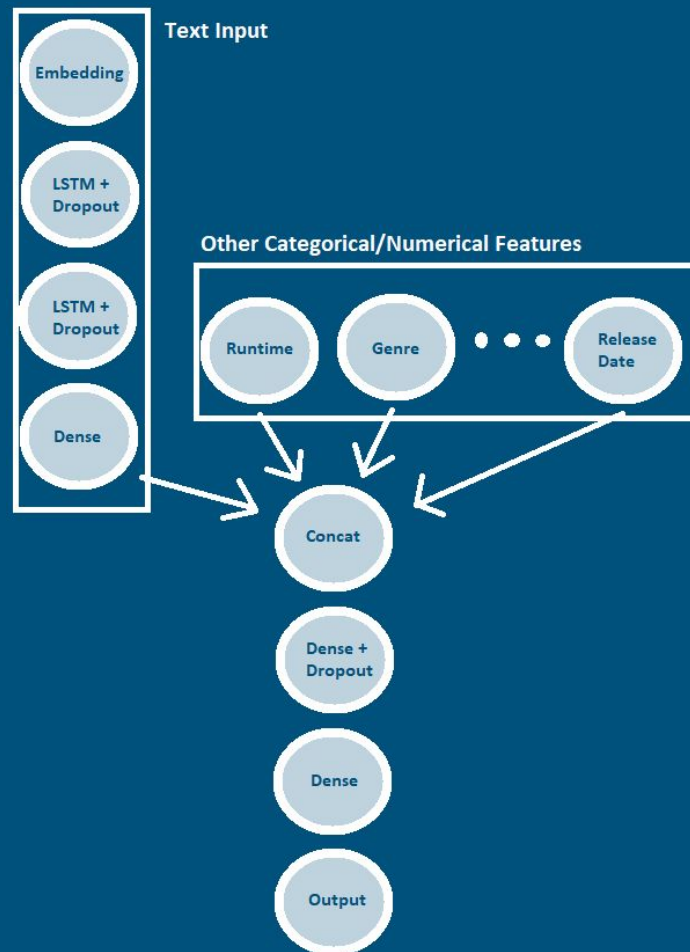 Text Input
Embedding
LSTM +
Dropout
LSTM +
Dropout
Dense
Other Categorical/Numerical Features
Runtime
Genre
Release
Date
Concat
Dense +
Dropout
Dense
Output